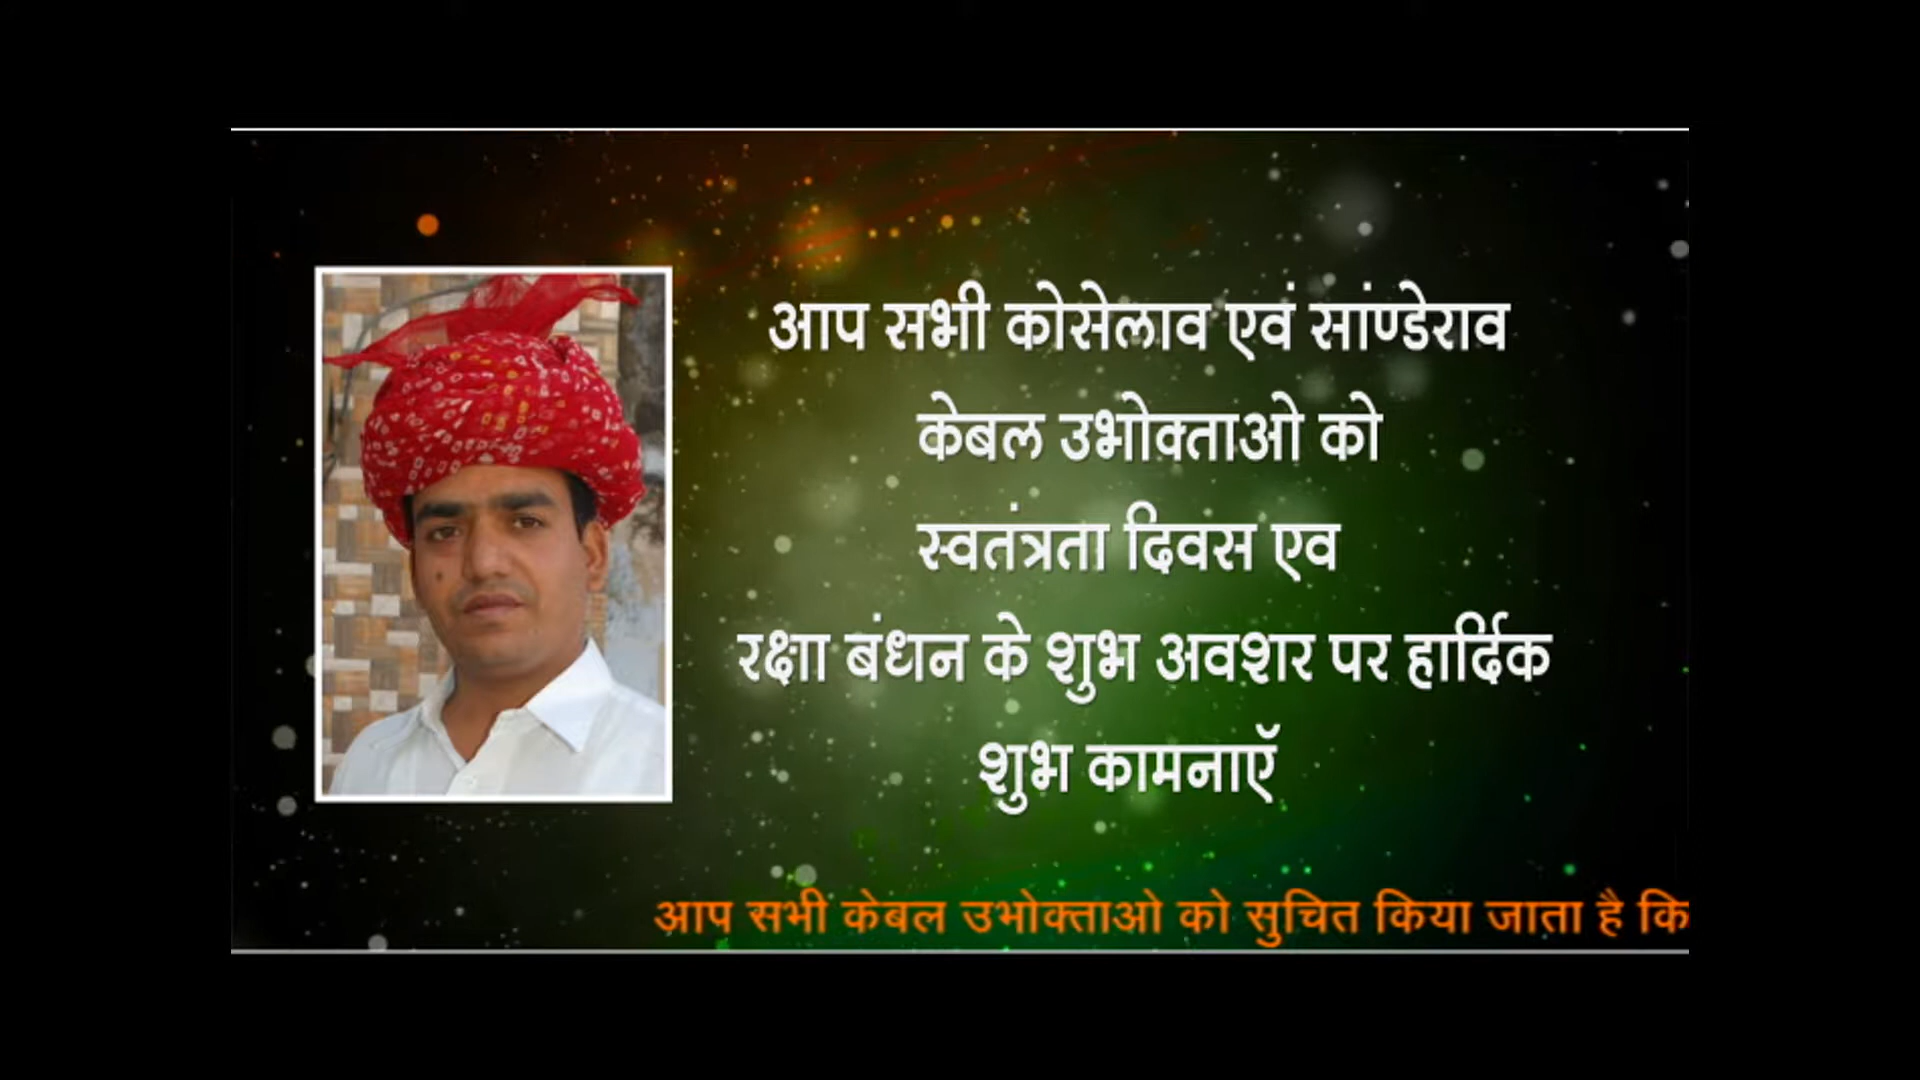 आप सभी कोसेलाव एवं सांण्डेराव
केबल उभोक्ताओ को
स्वतंत्रता दिवस एव
रक्षा बंधन के शुभ अवशर पर हार्दिक
शुभ कामनाएॅ
आप सभी केबल उभोक्ताओ को सुचित किया जाता है कि